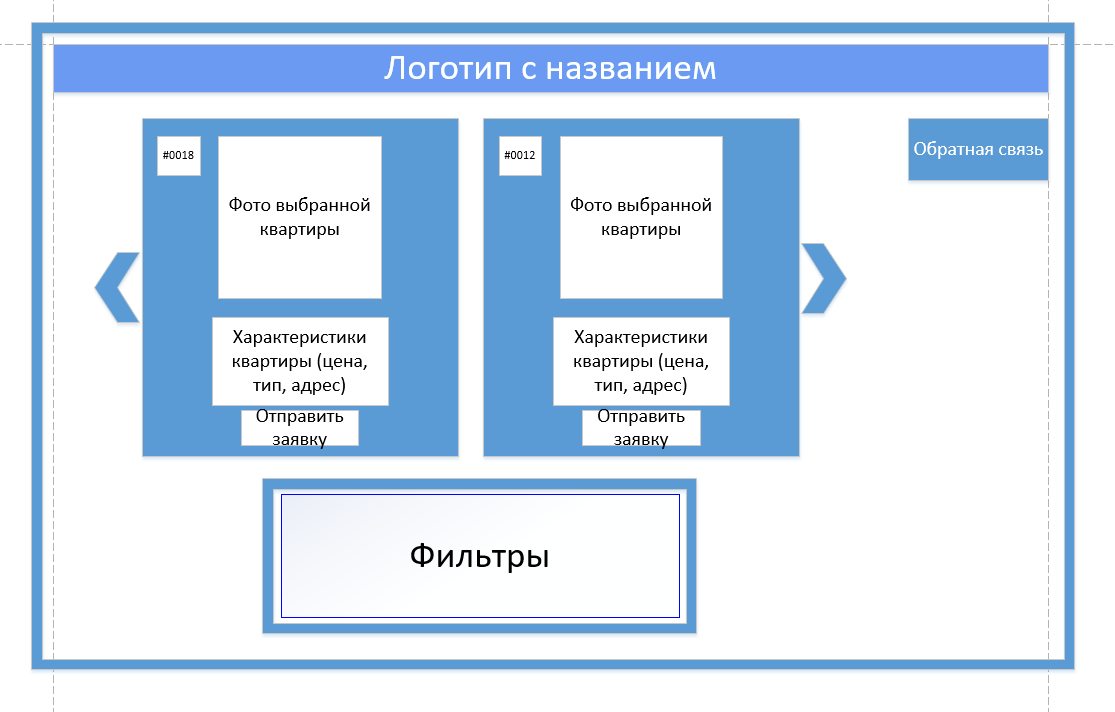 Логотип с названием
#0018
Фото выбранной
квартиры
Характеристики
квартиры (цена,
тип, адрес)
Отправить
заявку
#0012
Фото выбранной
квартиры
Характеристики
квартиры (цена,
тип, адрес)
Отправить
заявку
Обратная связь
Фильтры